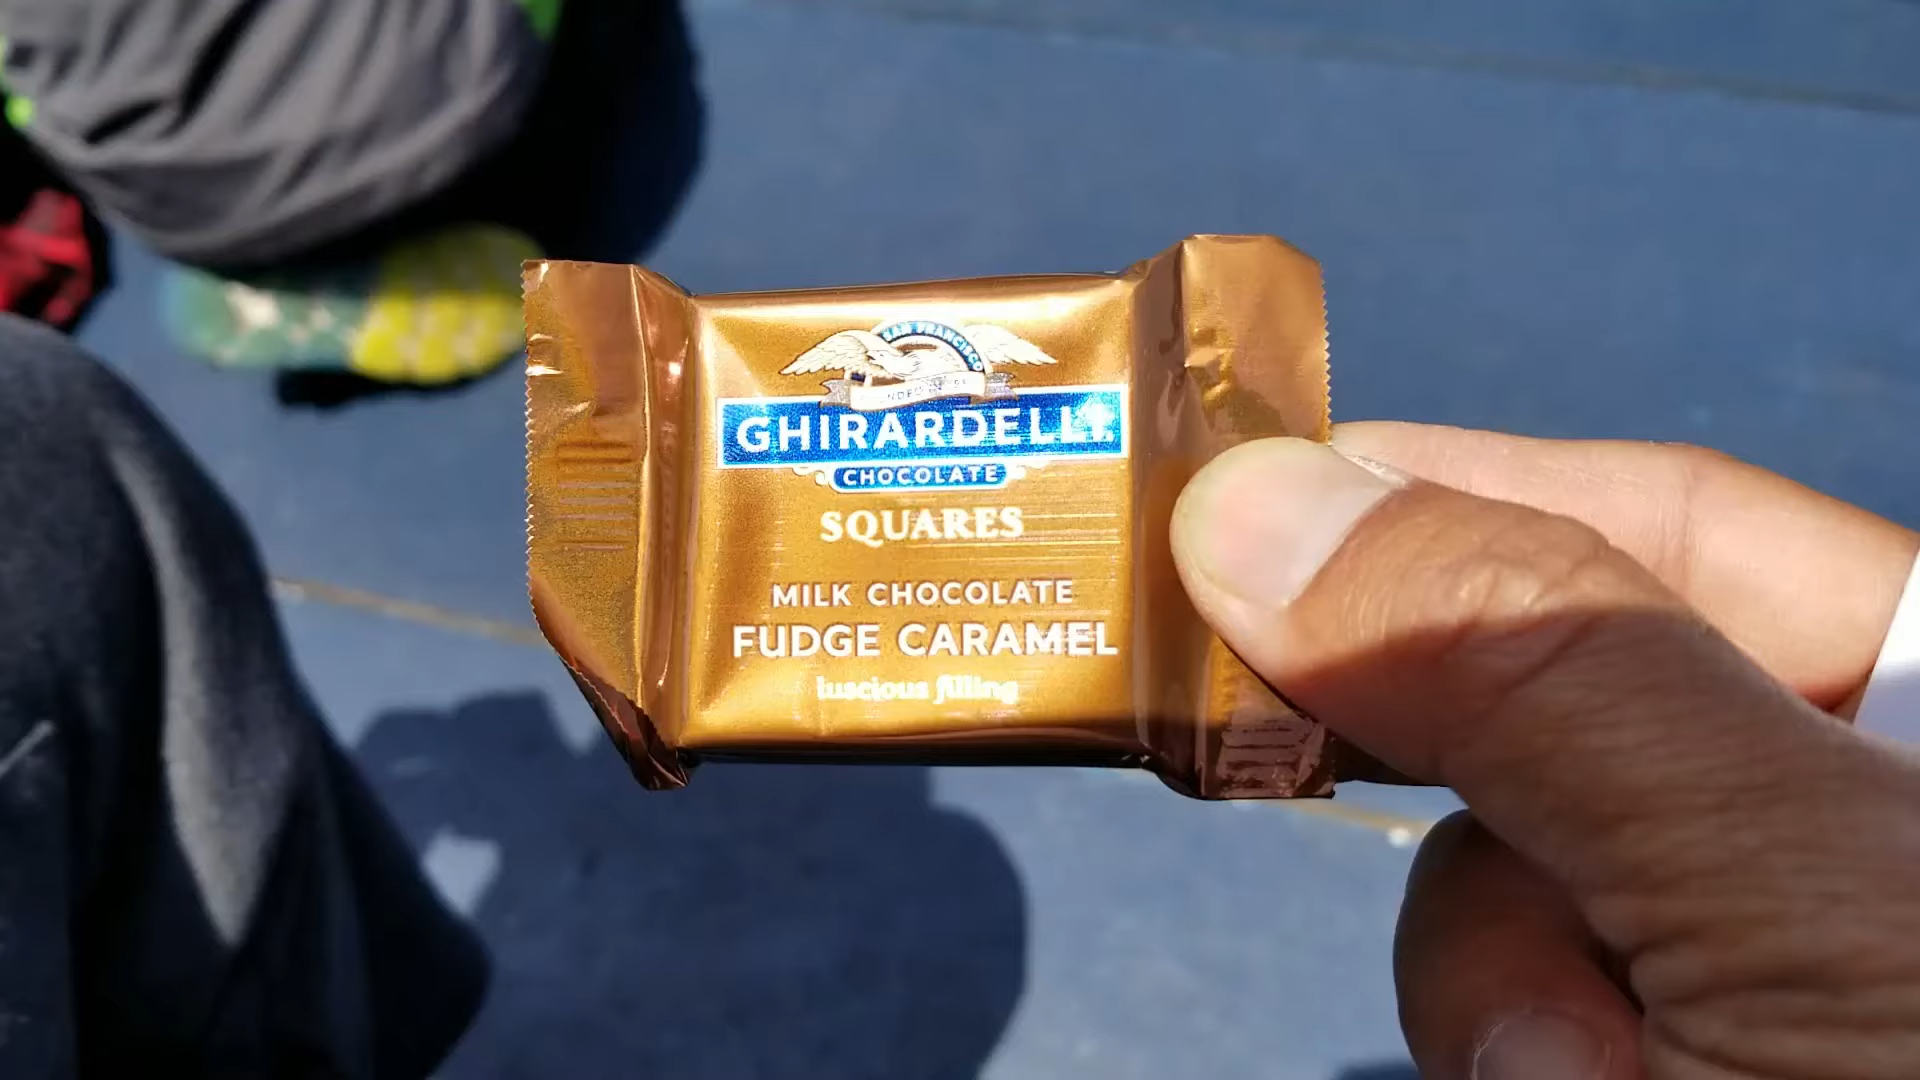 SAN FRANCISCO
GHIRARDELLI
CHOCOLATE
SQUARES
MILK CHOCOLATE
FUDGE CARAMEL
luscious filling